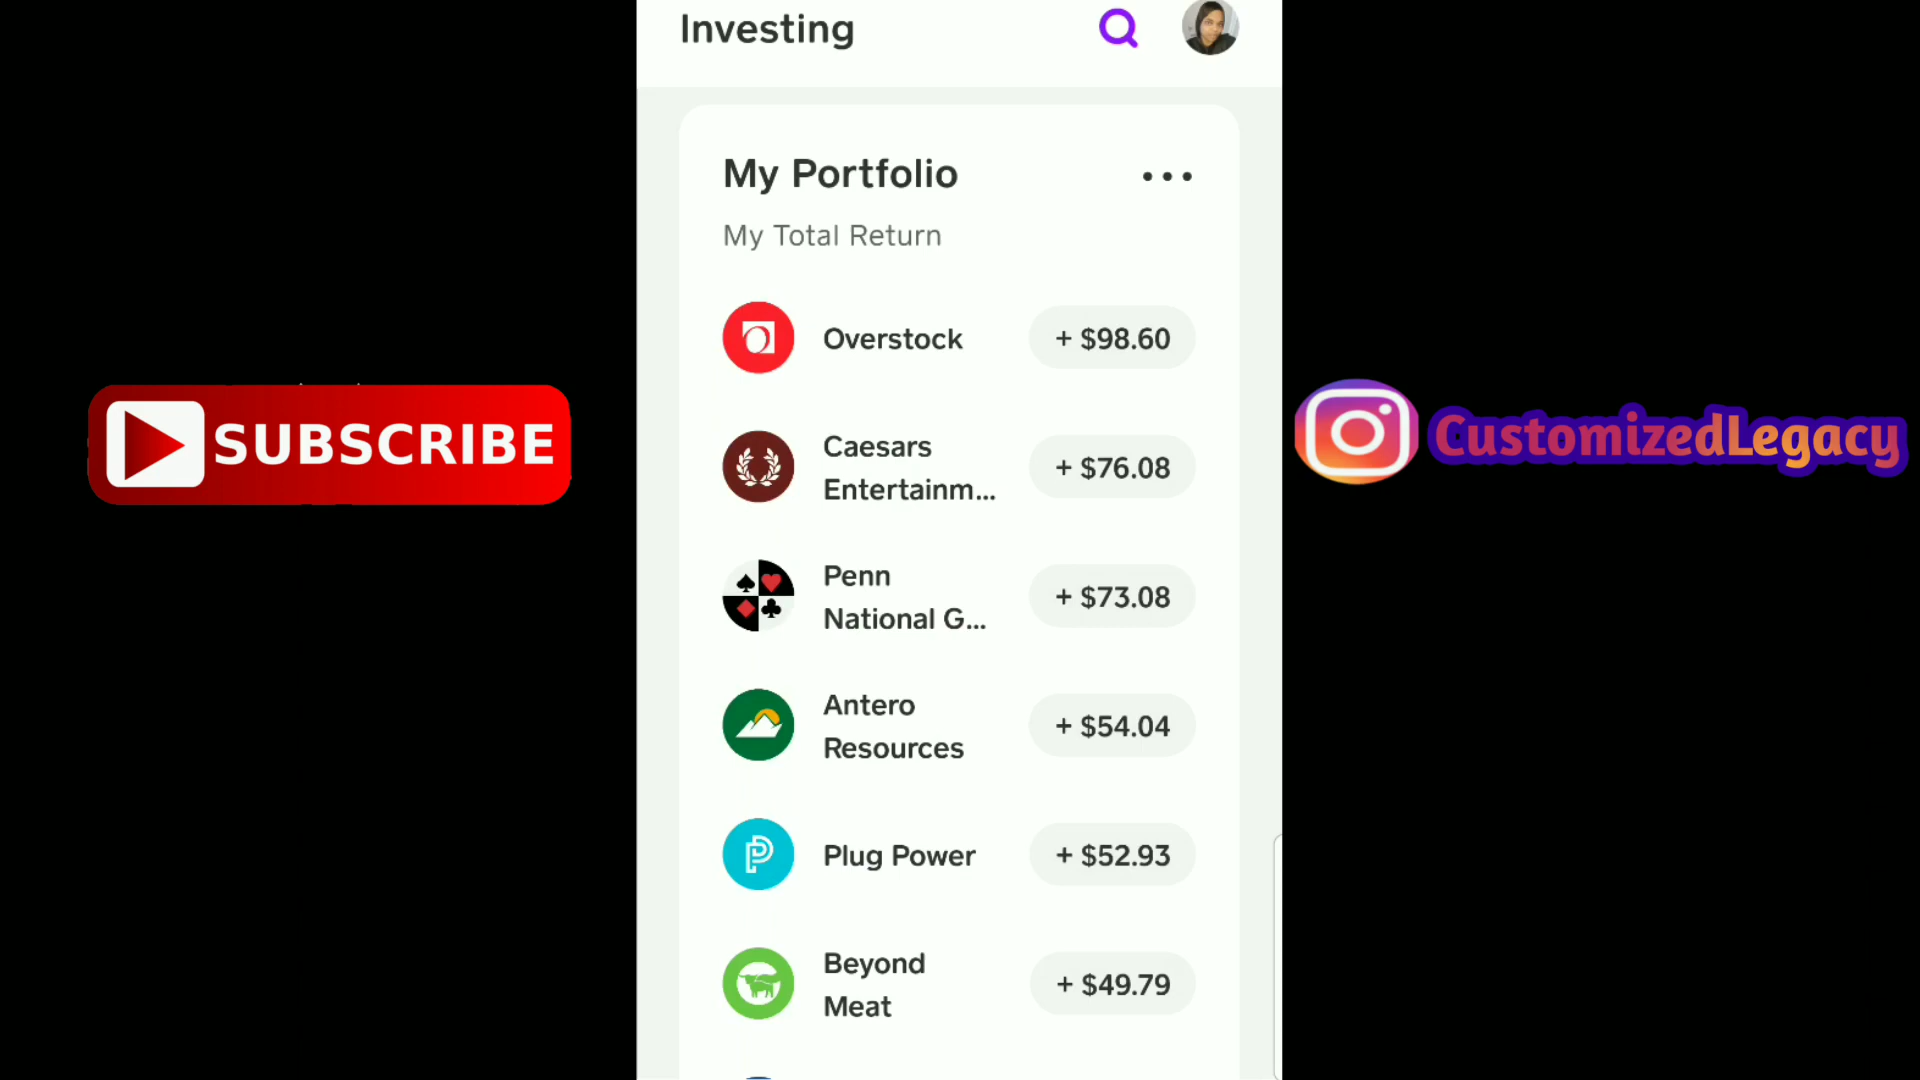 Investing
My Portfolio
My Total Return
Overstock
+ $98.60
Caesars
Entertainm...
+ $76.08
Penn
National G...
+ $73.08
Antero
Resources
+ $54.04
Plug Power
+ $52.93
Beyond
Meat
+ $49.79
SUBSCRIBE
CustomizedLegacy